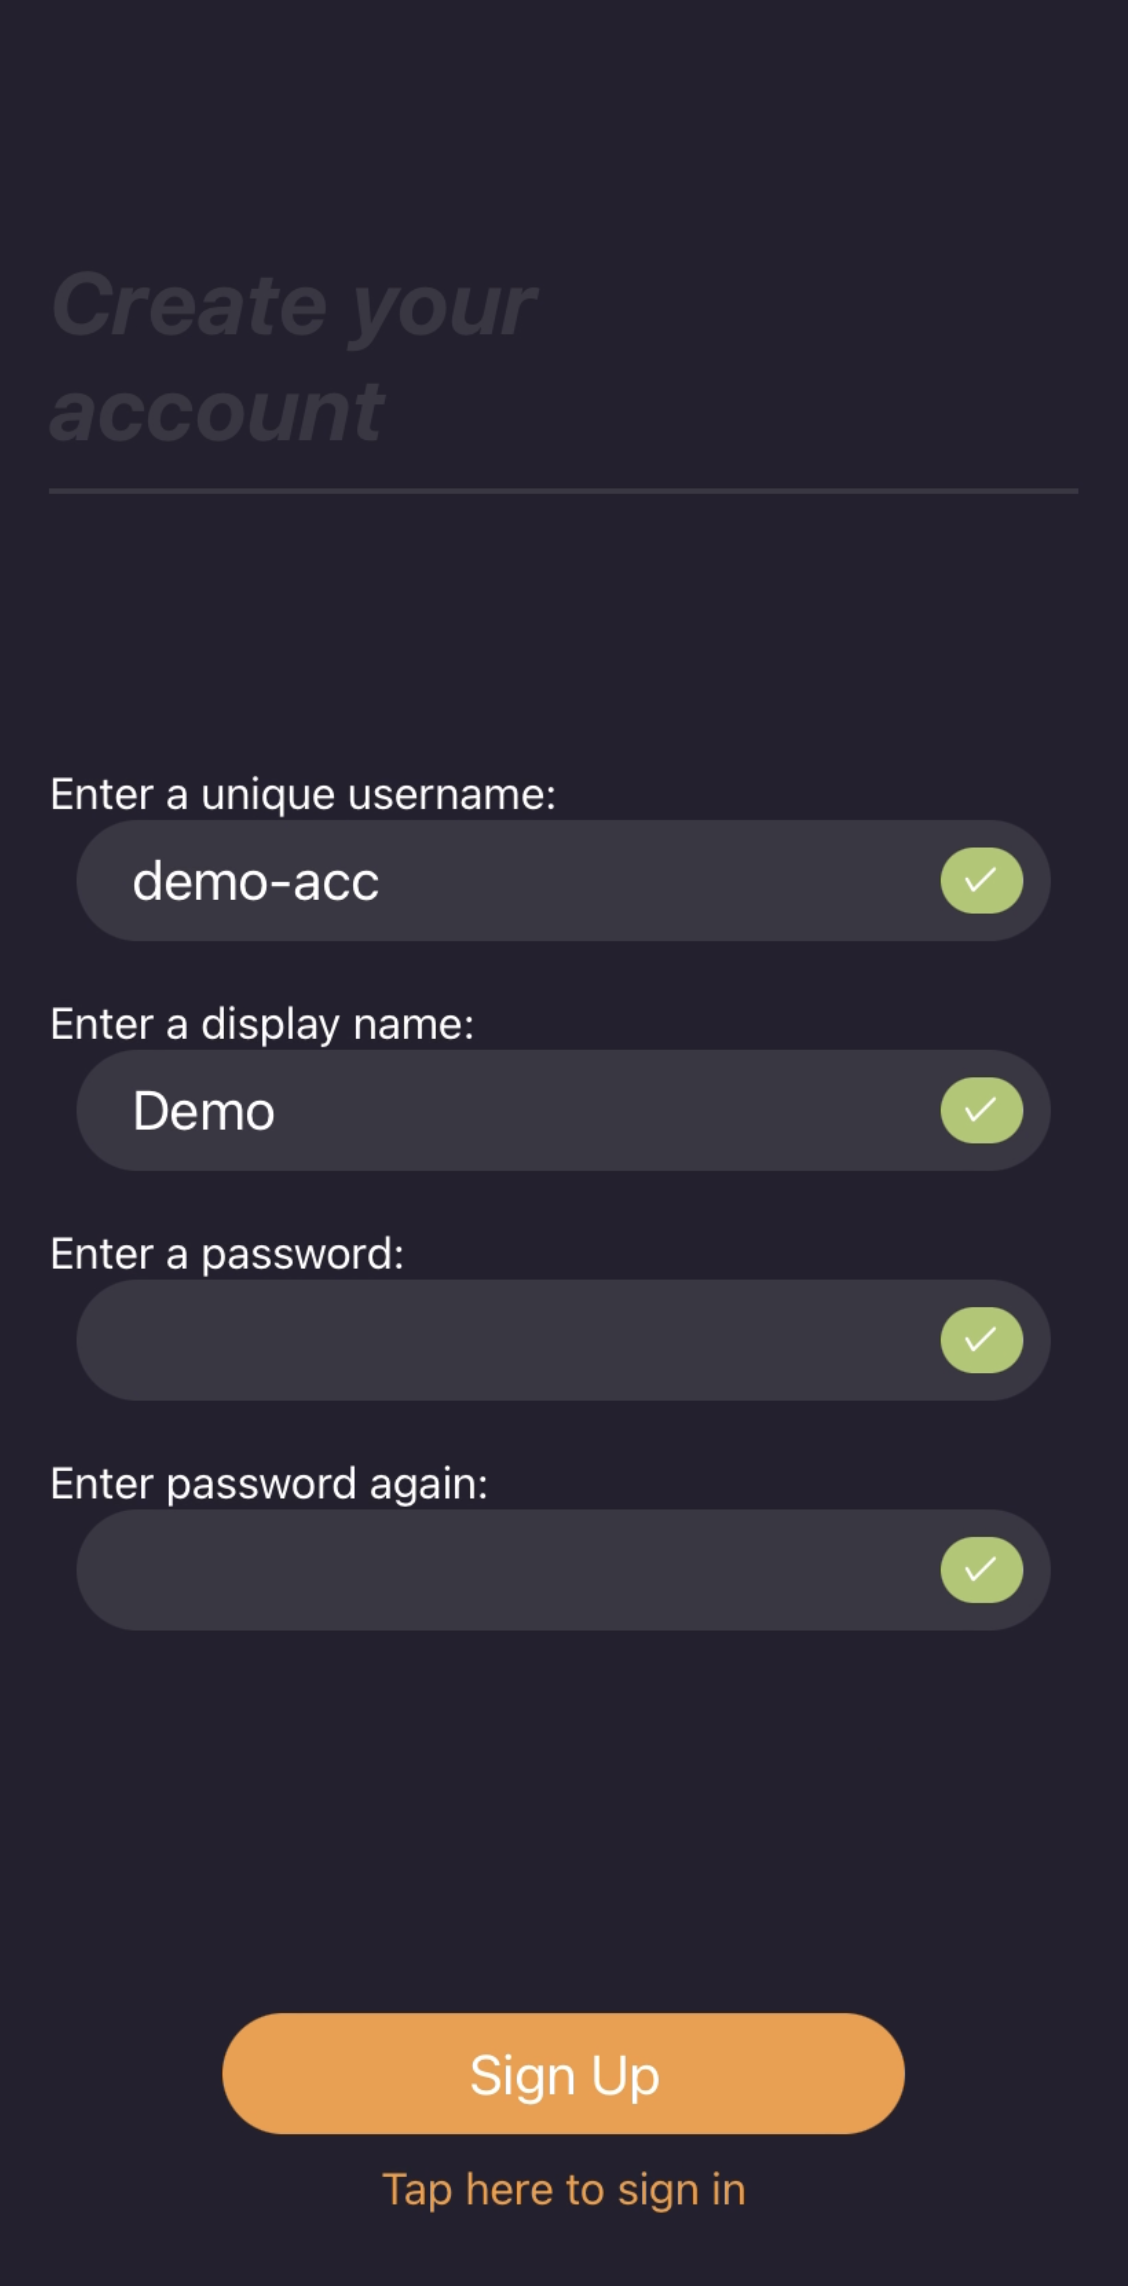 Create your
account
Enter a unique username:
demo-acc
Enter a display name:
Demo
Enter a password:
Enter password again:
Sign Up
Tap here to sign in